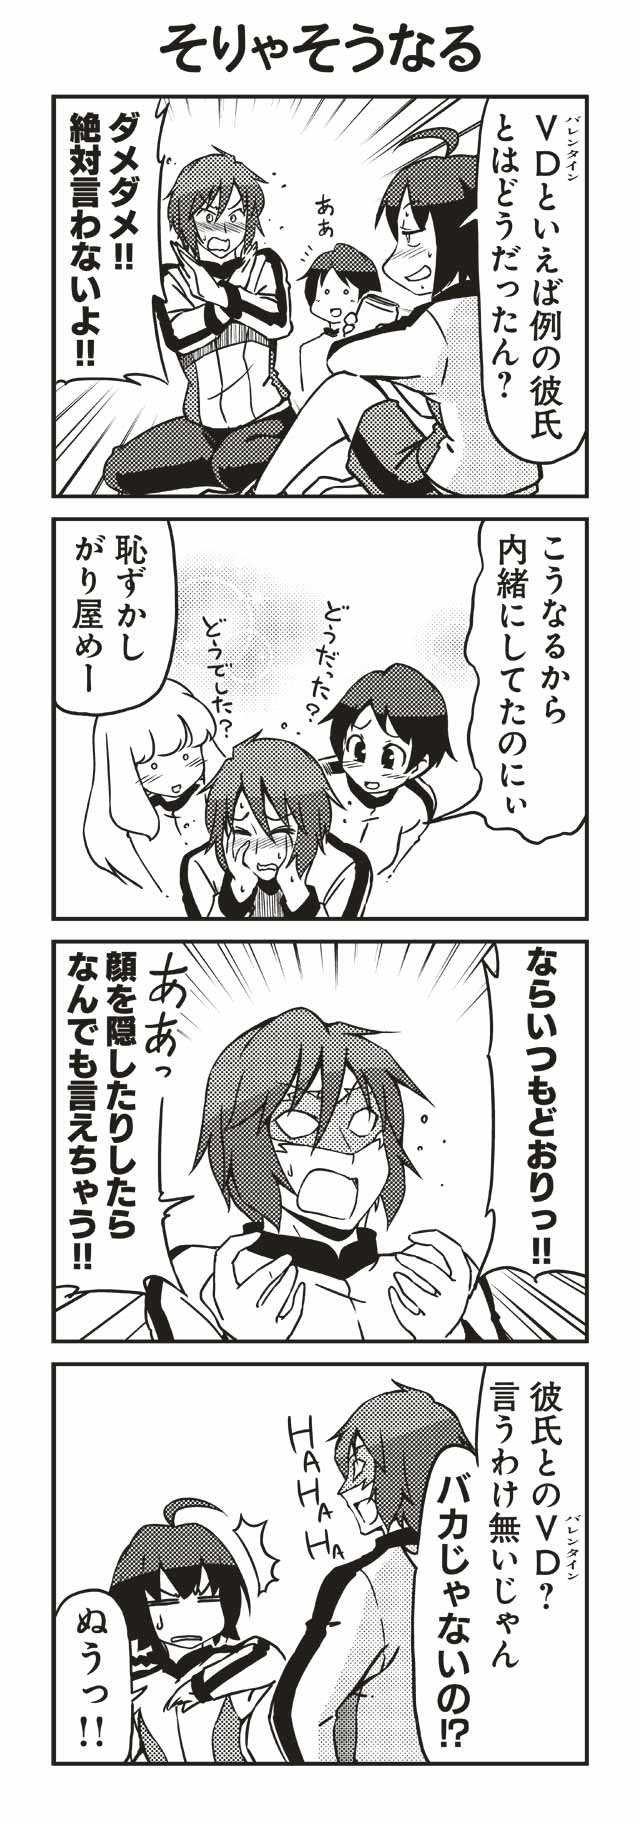 そりゃそうなる
バレンタイン
VDといえば例の彼氏
とはどうだったん?
ああ
ダメダメ!!
絶対言わないよ!!
こうなるから
内緒にしてたのにぃ
どうだった?
どうでした?
恥ずかし
がり屋めー
ならいつもどおりっ!!
ああっ
顔を隠したりしたら
なんでも言えちゃう!!
彼氏とのVD?
バレンタイン
言うわけ無いじゃん
バカじゃないの!?
HA
HA
HA
ぬうっ!!